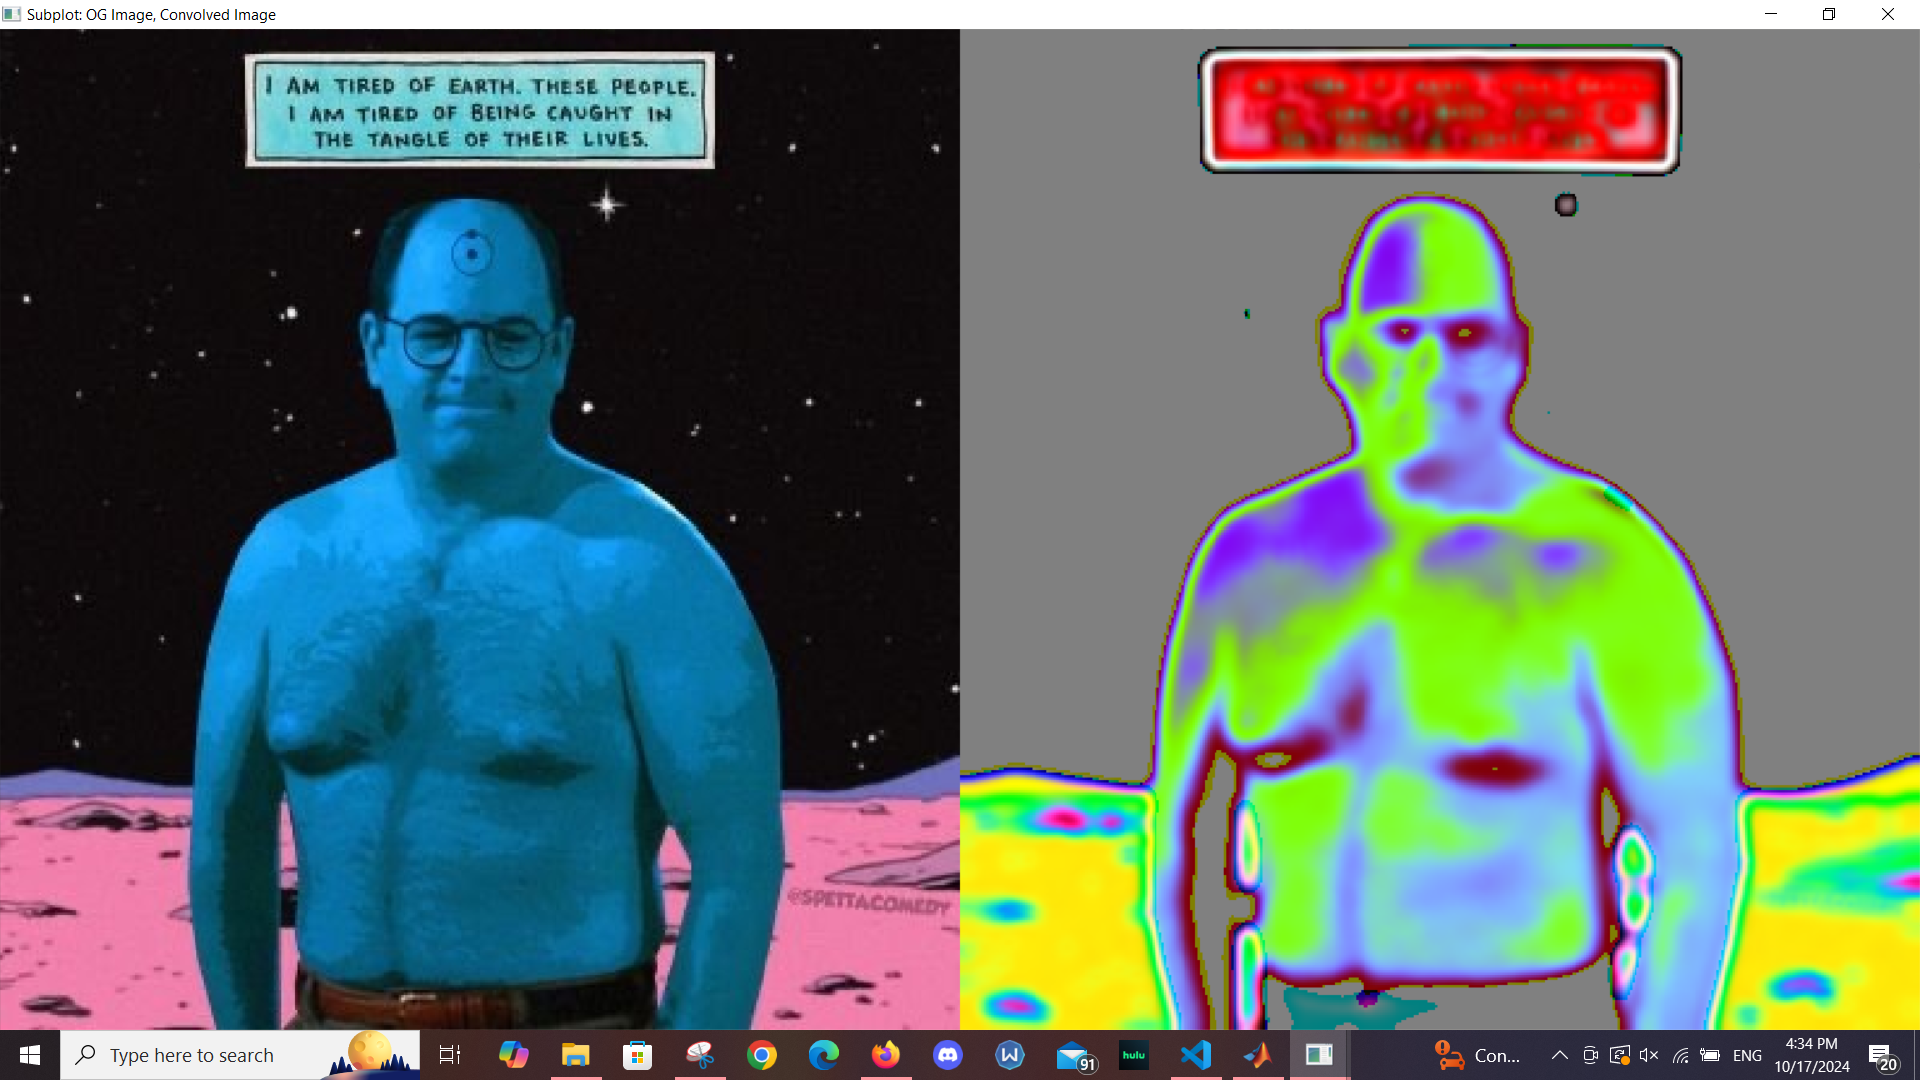 Subplot: OG Image, Convolved Image
I AM TIRED OF EARTH. THESE PEOPLE.
I AM TIRED OF BEING CAUGHT IN
THE TANGLE OF THEIR LIVES.
@SPETTACOMEDY
Type here to search
91
hulu
Con...
ENG
4:34 PM
10/17/2024
20